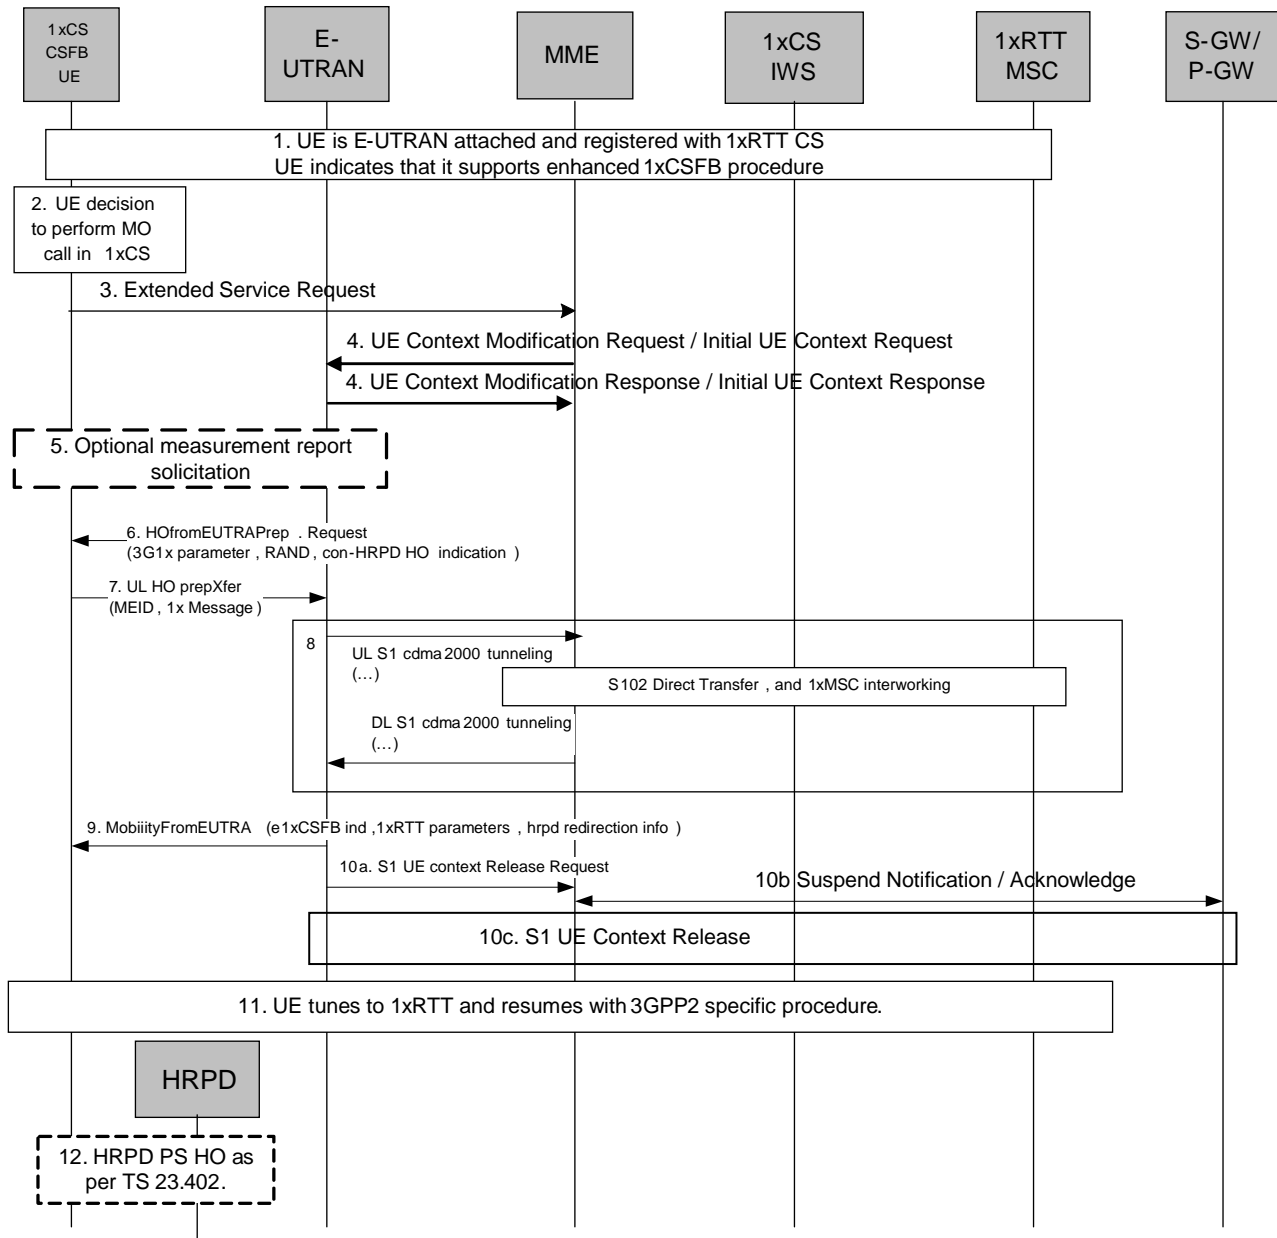 1xCS
CSFB
UE
E-
UTRAN
MME
1xCS
IWS
1xRTT
MSC
S-GW/
P-GW
1. UE is E-UTRAN attached and registered with 1xRTT CS
UE indicates that it supports enhanced 1xCSFB procedure
2. UE decision
to perform MO
call in 1xCS
3. Extended Service Request
4. UE Context Modification Request / Initial UE Context Request
4. UE Context Modification Response / Initial UE Context Response
5. Optional measurement report
solicitation
6. HOfromEUTRAPrep . Request
(3G1x parameter , RAND , con-HRPD HO indication )
7. UL HO prepXfer
(MEID , 1x Message )
8
UL S1 cdma2000 tunneling
(...)
S102 Direct Transfer , and 1xMSC interworking
DL S1 cdma2000 tunneling
(...)
9. MobiiityFromEUTRA (e1xCSFB ind ,1xRTT parameters , hrpd redirection info )
10a. S1 UE context Release Request
10b Suspend Notification / Acknowledge
10c. S1 UE Context Release
11. UE tunes to 1xRTT and resumes with 3GPP2 specific procedure.
HRPD
12. HRPD PS HO as
per TS 23.402.